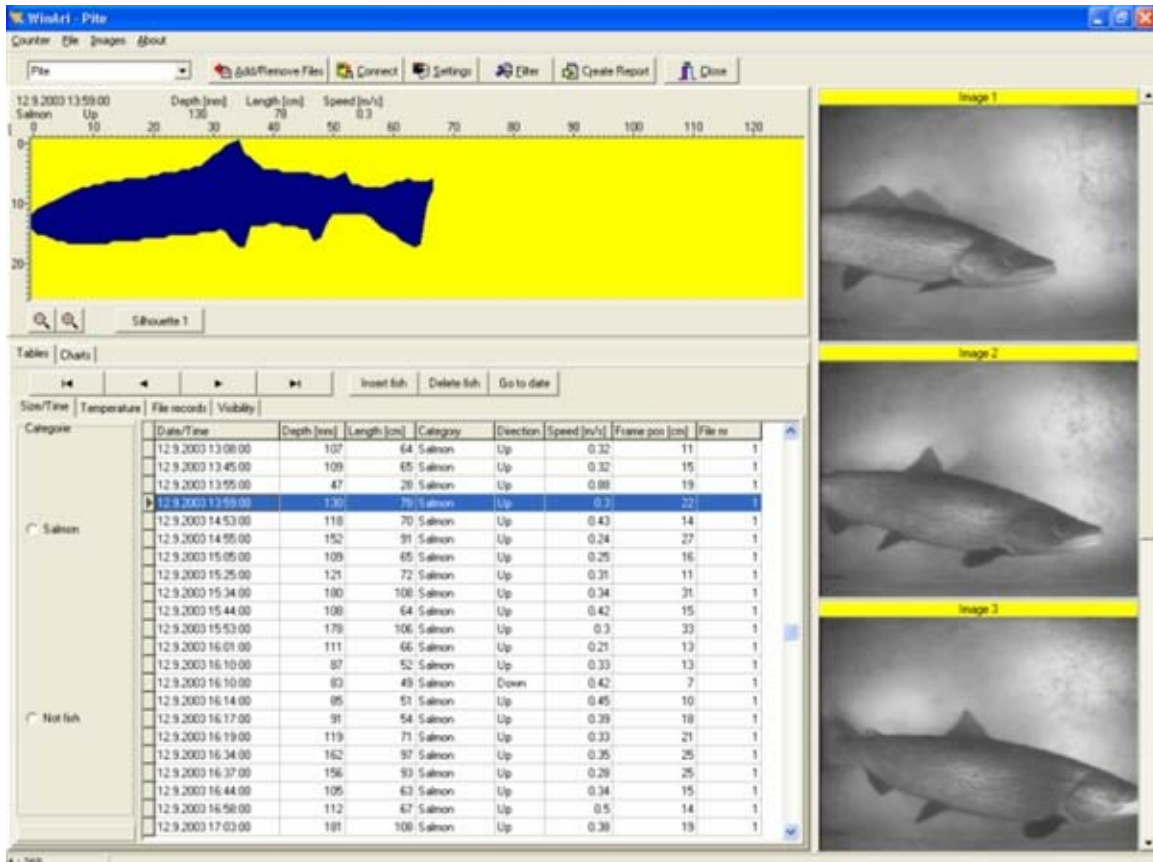 WinAri - Pite
Counter File Images About
Pite Add/Remove Files Connect Settings Filter Create Report Close
12.9.2003 13:59:00 Depth [mm] Length [cm] Speed [m/s]
Salmon Up 130 78 0.3
0 10 20 30 40 50 60 70 80 90 100 110 120
0
10
20
Silhouette 1
Tables Charts
Insert fish Delete fish Go to date
Size/Time Temperature File records Visibility
Categorie
Salmon
Not fish
Date/Time Depth [mm] Length [cm] Category Direction Speed [m/s] Frame pos [cm] File nr
12.9.2003 13:08:00 107 64 Salmon Up 0.32 11 1
12.9.2003 13:45:00 109 65 Salmon Up 0.32 15 1
12.9.2003 13:55:00 47 28 Salmon Up 0.88 19 1
12.9.2003 13:59:00 130 78 Salmon Up 0.3 22 1
12.9.2003 14:53:00 118 70 Salmon Up 0.43 14 1
12.9.2003 14:55:00 152 91 Salmon Up 0.24 27 1
12.9.2003 15:05:00 109 65 Salmon Up 0.25 16 1
12.9.2003 15:25:00 121 72 Salmon Up 0.31 11 1
12.9.2003 15:34:00 180 108 Salmon Up 0.34 31 1
12.9.2003 15:44:00 108 64 Salmon Up 0.42 15 1
12.9.2003 15:53:00 178 106 Salmon Up 0.3 33 1
12.9.2003 16:01:00 111 66 Salmon Up 0.21 13 1
12.9.2003 16:10:00 87 52 Salmon Up 0.33 13 1
12.9.2003 16:10:00 83 49 Salmon Down 0.42 7 1
12.9.2003 16:14:00 85 51 Salmon Up 0.45 10 1
12.9.2003 16:17:00 91 54 Salmon Up 0.39 18 1
12.9.2003 16:19:00 119 71 Salmon Up 0.33 21 1
12.9.2003 16:34:00 162 97 Salmon Up 0.35 25 1
12.9.2003 16:37:00 156 93 Salmon Up 0.28 25 1
12.9.2003 16:44:00 105 63 Salmon Up 0.34 15 1
12.9.2003 16:58:00 112 67 Salmon Up 0.5 14 1
12.9.2003 17:03:00 181 108 Salmon Up 0.38 19 1
Image 1
Image 2
Image 3